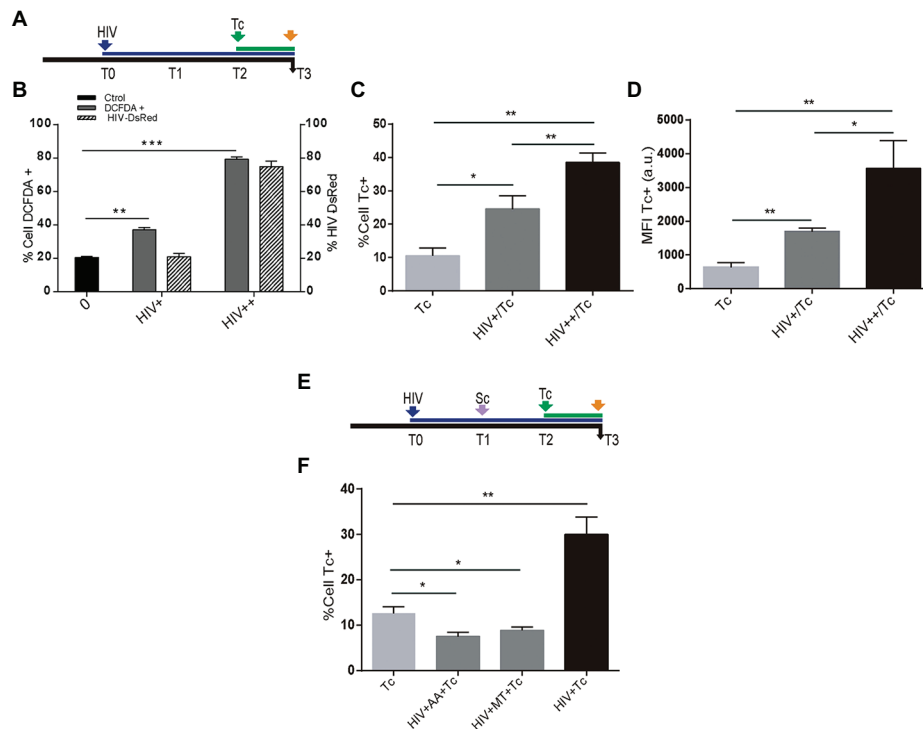 A
HIV
Tc
T0
T1
T2
T3
B
Ctrol
DCFDA +
HIV-DsRed
% Cell DCFDA +
100
80
60
40
20
0
**
***
100
80
60
40
20
0
% HIV DsRed
0
HIV+
HIV++
C
%Cell Tc+
60
40
20
0
*
**
**
Tc
HIV+/Tc
HIV++/Tc
D
MFI Tc+ (a.u.)
5000
4000
3000
2000
1000
0
**
*
**
Tc
HIV+/Tc
HIV++/Tc
E
HIV
Sc
Tc
T0
T1
T2
T3
F
%Cell Tc+
40
30
20
10
0
**
*
*
Tc
HIV+AA+Tc
HIV+MT+Tc
HIV+Tc